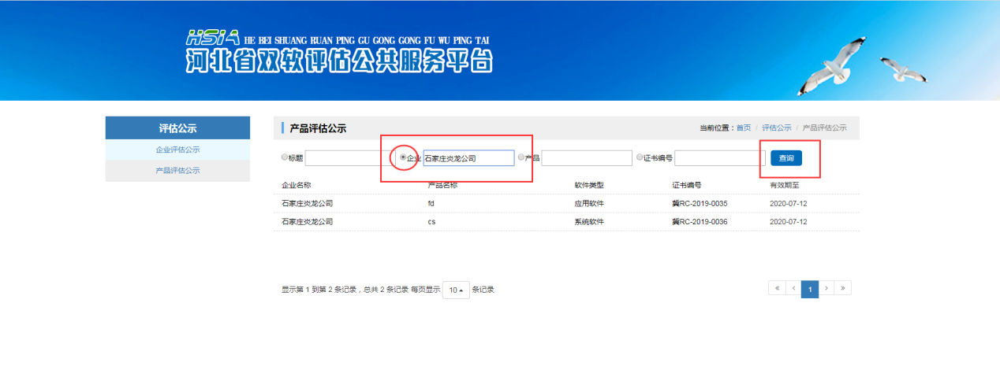 HSIA HE BEI SHUANG RUAN PING GU GONG GONG FU WU PING TAI
河北省双软评估公共服务平台
评估公示
企业评估公示
产品评估公示
产品评估公示 当前位置：首页 / 评估公示 / 产品评估公示
标题 企业 石家庄炎龙公司 产品 证书编号 查询
企业名称 产品名称 软件类型 证书编号 有效期至
石家庄炎龙公司 fd 应用软件 冀RC-2019-0035 2020-07-12
石家庄炎龙公司 cs 系统软件 冀RC-2019-0036 2020-07-12
显示第 1 到第 2 条记录，总共 2 条记录 每页显示 10 条记录 « ‹ 1 › »